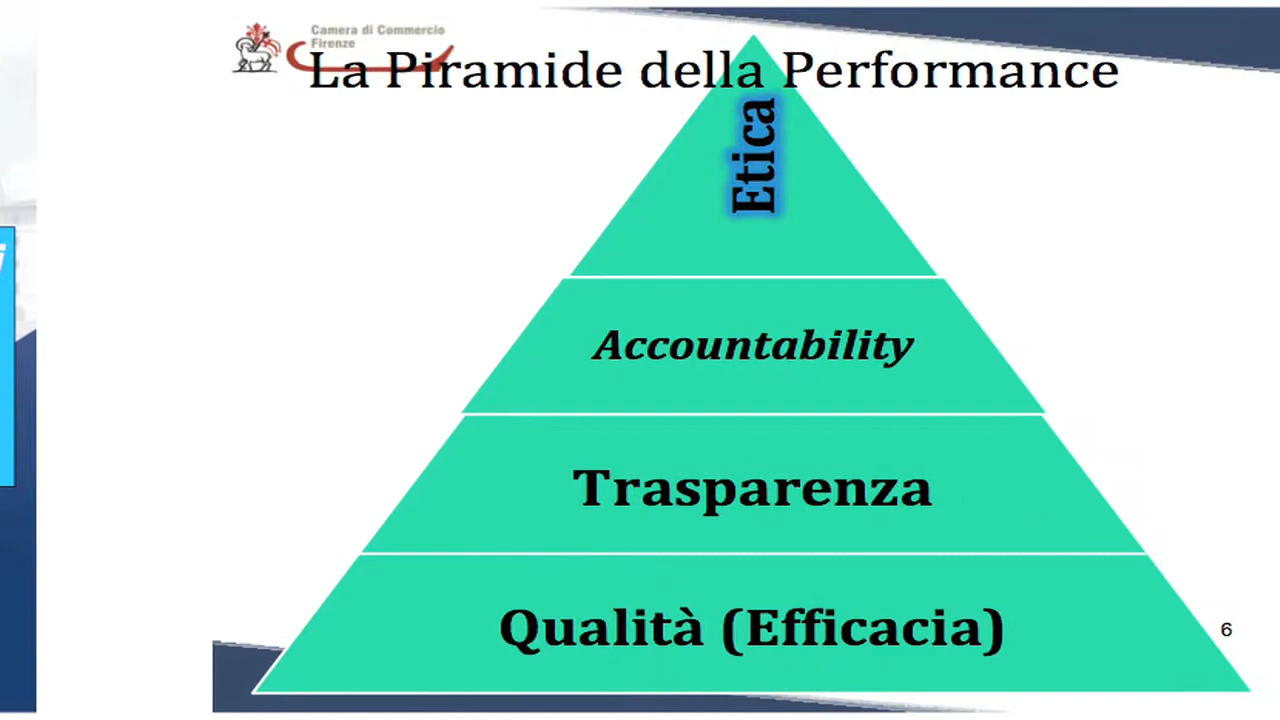 Camera di Commercio
Firenze
La Piramide della Performance
Etica
Accountability
Trasparenza
Qualità (Efficacia)
6